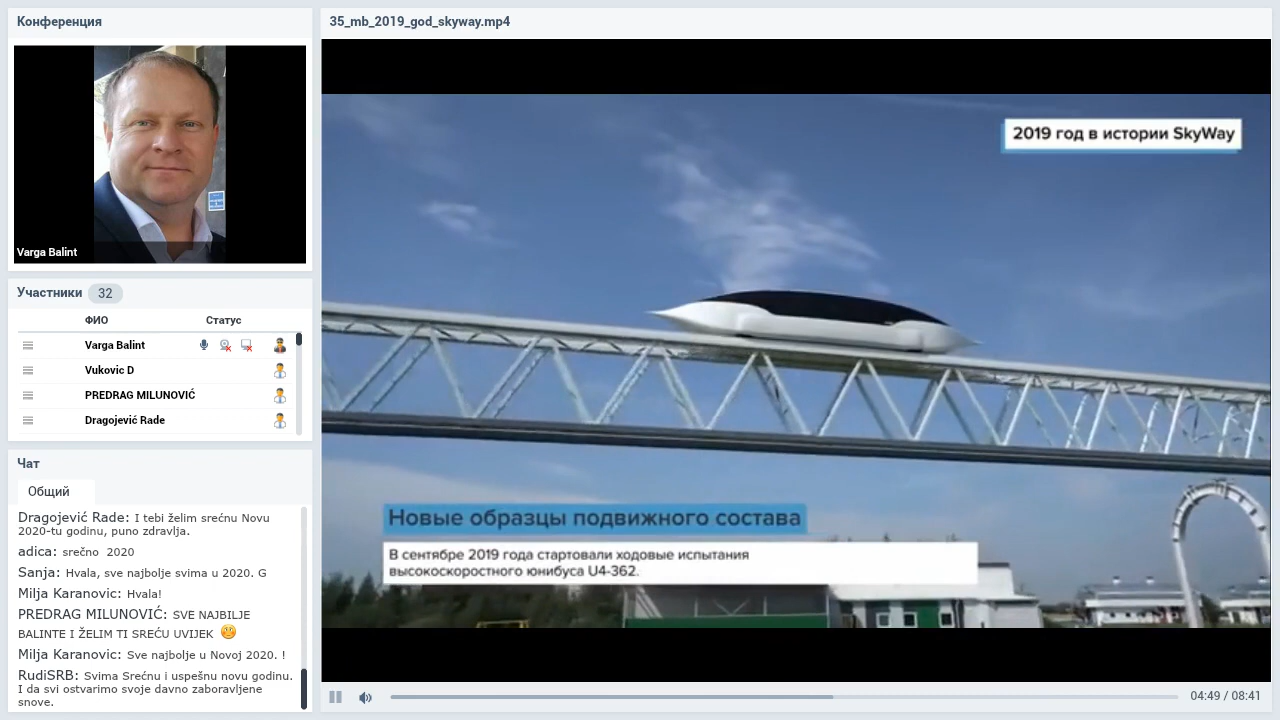 Конференция
Varga Balint
Участники 32
ФИО Статус
Varga Balint
Vukovic D
PREDRAG MILUNOVIĆ
Dragojević Rade
Чат
Общий
Dragojević Rade: I tebi želim srećnu Novu
2020-tu godinu, puno zdravlja.
adica: srečno 2020
Sanja: Hvala, sve najbolje svima u 2020. G
Milja Karanovic: Hvala!
PREDRAG MILUNOVIĆ: SVE NAJBILJE
BALINTE I ŽELIM TI SREĆU UVIJEK
Milja Karanovic: Sve najbolje u Novoj 2020. !
RudiSRB: Svima Srećnu i uspešnu novu godinu.
I da svi ostvarimo svoje davno zaboravljene
snove.
35_mb_2019_god_skyway.mp4
2019 год в истории SkyWay
Новые образцы подвижного состава
В сентябре 2019 года стартовали ходовые испытания
высокоскоростного юнибуса U4-362.
04:49 / 08:41